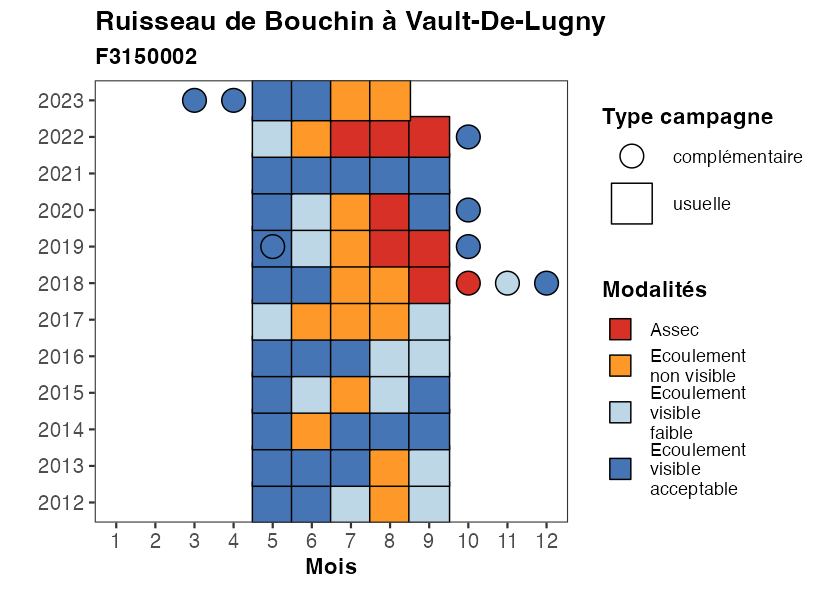 Ruisseau de Bouchin à Vault-De-Lugny
F3150002
2023
2022
2021
2020
2019
2018
2017
2016
2015
2014
2013
2012
1 2 3 4 5 6 7 8 9 10 11 12
Mois
Type campagne
complémentaire
usuelle
Modalités
Assec
Ecoulement
non visible
Ecoulement
visible
faible
Ecoulement
visible
acceptable